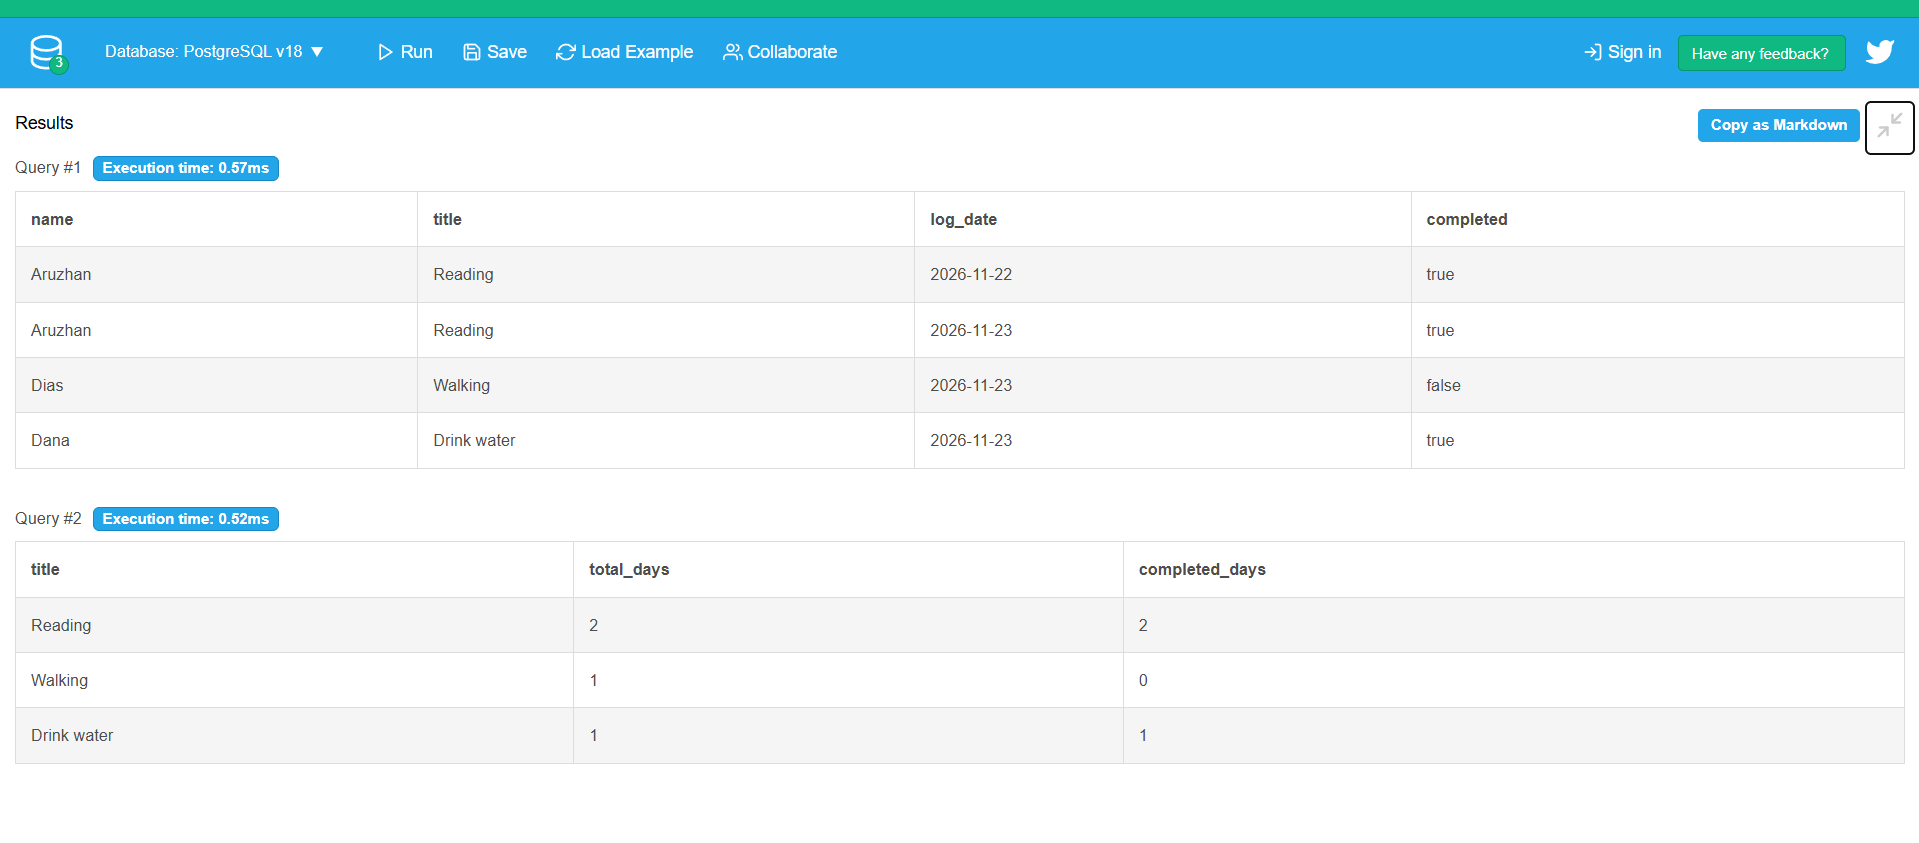 3 Database: PostgreSQL v18 ▼ Run Save Load Example Collaborate Sign in Have any feedback?
Results Copy as Markdown
Query #1 Execution time: 0.57ms
name title log_date completed
Aruzhan Reading 2026-11-22 true
Aruzhan Reading 2026-11-23 true
Dias Walking 2026-11-23 false
Dana Drink water 2026-11-23 true
Query #2 Execution time: 0.52ms
title total_days completed_days
Reading 2 2
Walking 1 0
Drink water 1 1